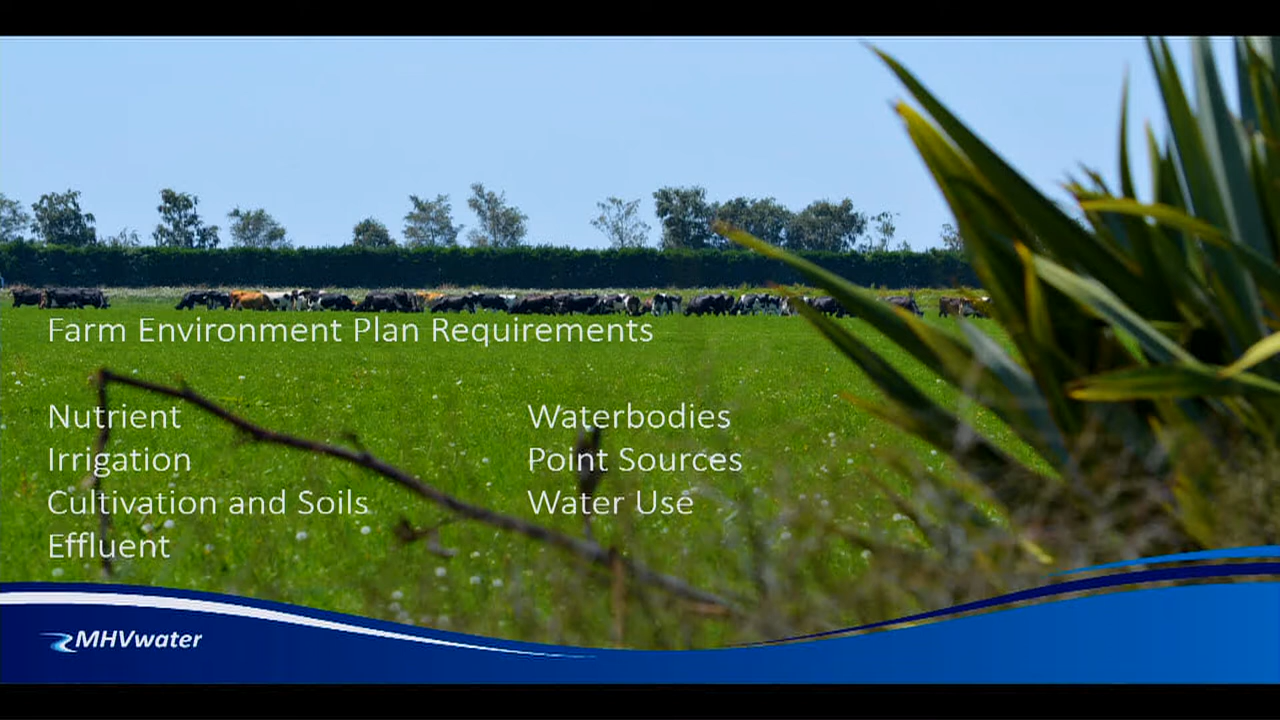 Farm Environment Plan Requirements
Nutrient
Irrigation
Cultivation and Soils
Effluent
Waterbodies
Point Sources
Water Use
MHVwater